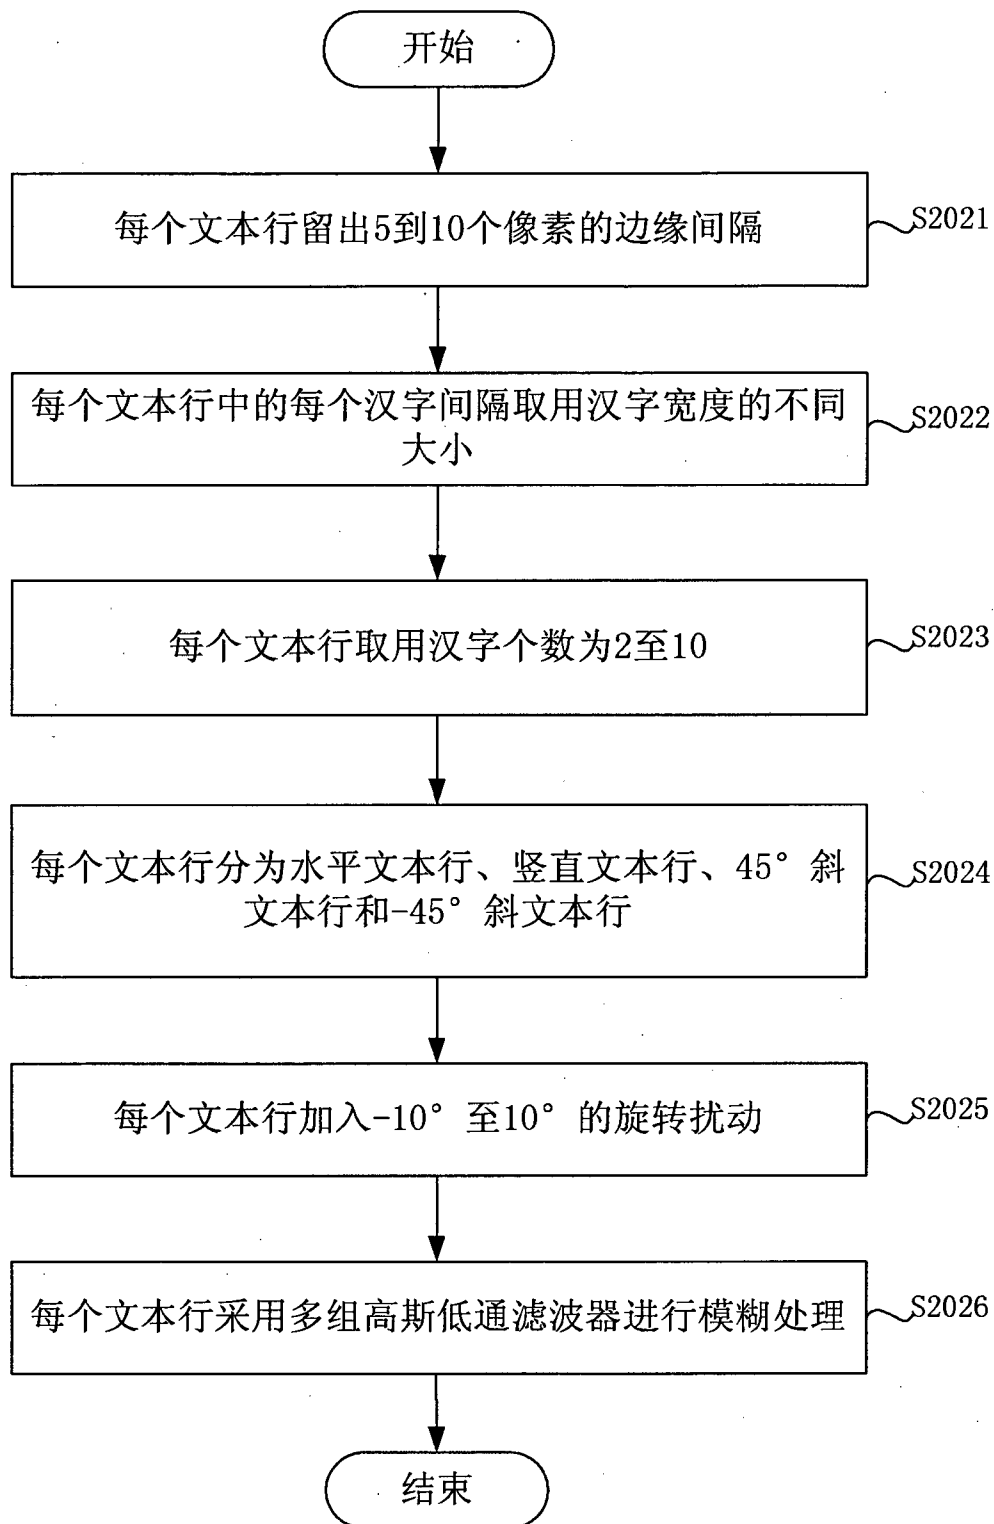 开始
每个文本行留出5到10个像素的边缘间隔
S2021
每个文本行中的每个汉字间隔取用汉字宽度的不同
大小
S2022
每个文本行取用汉字个数为2至10
S2023
每个文本行分为水平文本行、竖直文本行、45°斜
文本行和-45°斜文本行
S2024
每个文本行加入-10°至10°的旋转扰动
S2025
每个文本行采用多组高斯低通滤波器进行模糊处理
S2026
结束